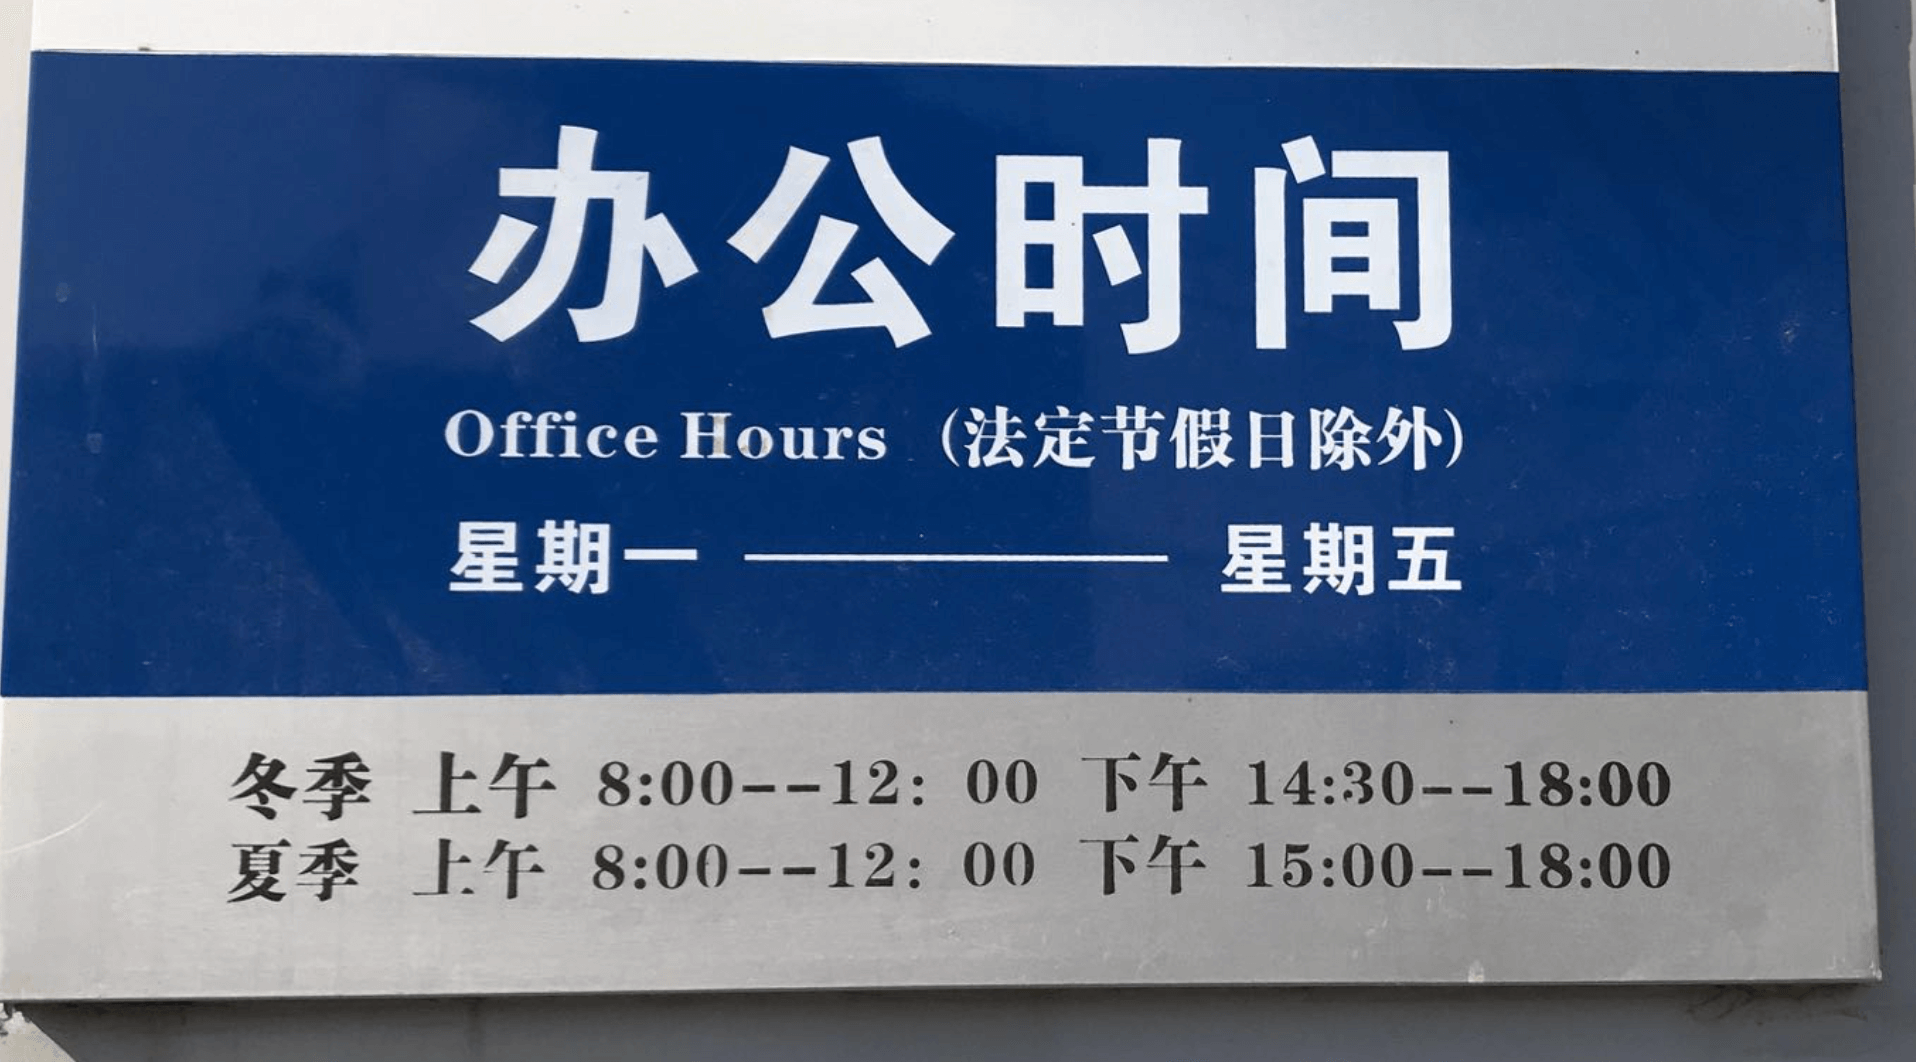 办公时间
Office Hours （法定节假日除外）
星期一 ——— 星期五
冬季 上午 8:00--12: 00 下午 14:30--18:00
夏季 上午 8:00--12: 00 下午 15:00--18:00